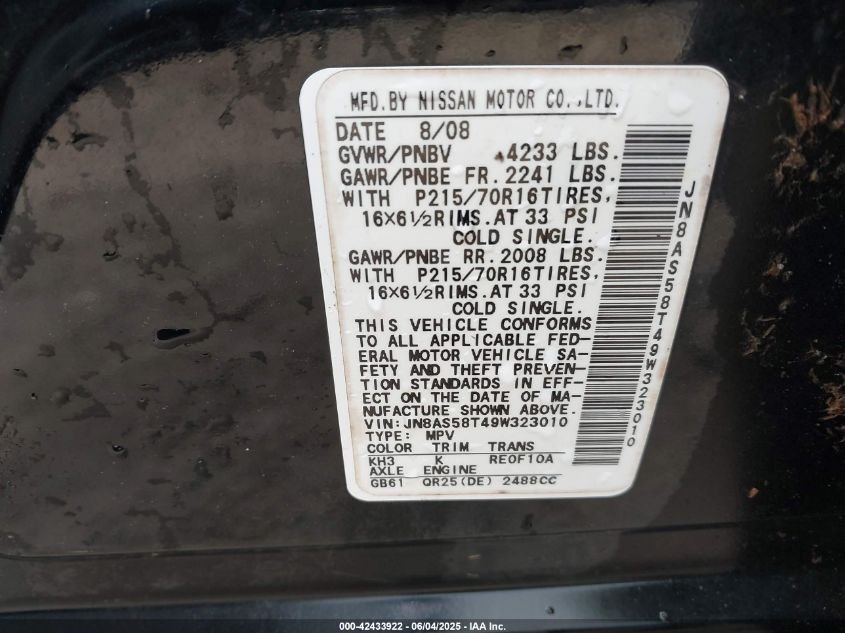 MFD.BY NISSAN MOTOR CO.,LTD.
DATE 8/08
GVWR/PNBV 4233 LBS.
GAWR/PNBE FR.2241 LBS.
WITH P215/70R16TIRES,
16×6½RIMS.AT 33 PSI
COLD SINGLE.
GAWR/PNBE RR.2008 LBS.
WITH P215/70R16TIRES,
16×6½RIMS.AT 33 PSI
COLD SINGLE.
THIS VEHICLE CONFORMS
TO ALL APPLICABLE FED-
ERAL MOTOR VEHICLE SA-
FETY AND THEFT PREVEN-
TION STANDARDS IN EFF-
ECT ON THE DATE OF MA-
NUFACTURE SHOWN ABOVE.
VIN:JN8AS58T49W323010
TYPE: MPV
COLOR TRIM TRANS
KH3 K RE0F10A
AXLE ENGINE
GB61 QR25(DE) 2488CC
JN8AS58T49W323010
000-42433922 | 06/04/2025 - IAA Inc.